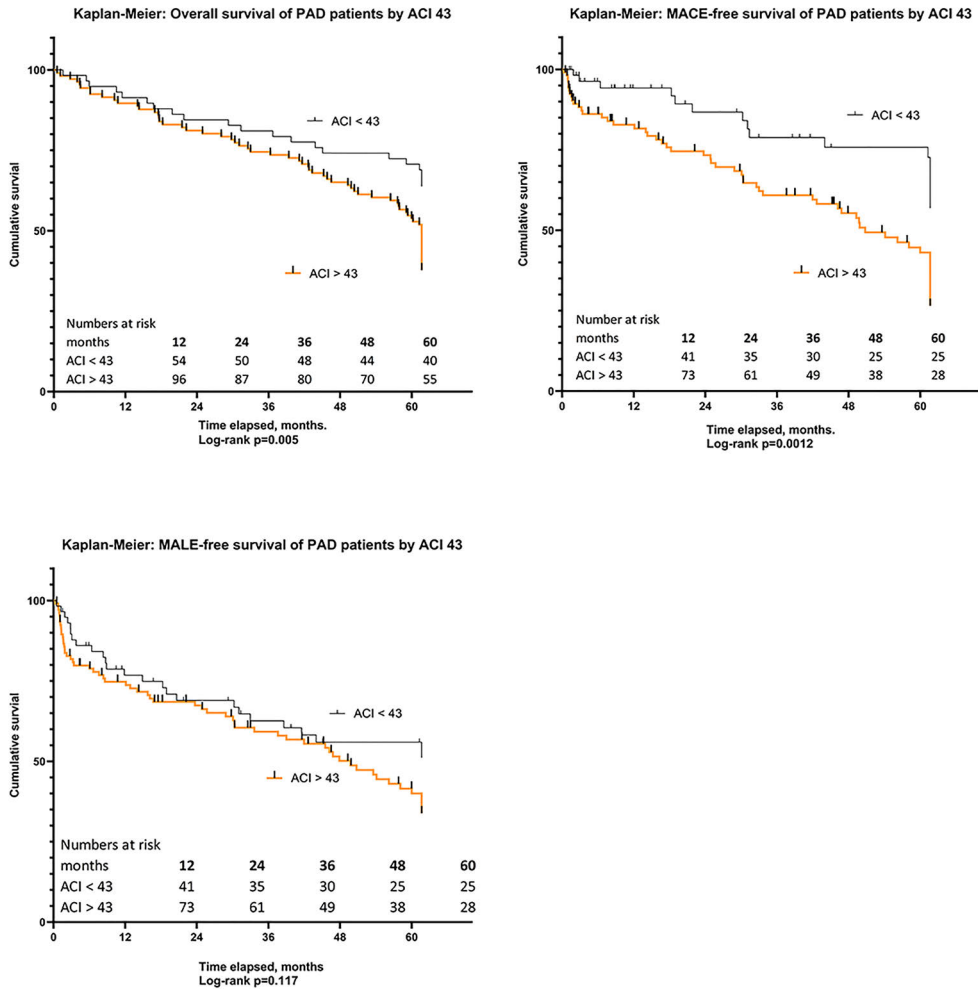 Kaplan-Meier: Overall survival of PAD patients by ACI 43
100
50
0
Cumulative survial
ACI < 43
ACI > 43
Numbers at risk
months 12 24 36 48 60
ACI < 43 54 50 48 44 40
ACI > 43 96 87 80 70 55
0 12 24 36 48 60
Time elapsed, months.
Log-rank p=0.005
Kaplan-Meier: MACE-free survival of PAD patients by ACI 43
100
50
0
Cumulative survial
ACI < 43
ACI > 43
Number at risk
months 12 24 36 48 60
ACI < 43 41 35 30 25 25
ACI > 43 73 61 49 38 28
0 12 24 36 48 60
Time elapsed, months.
Log-rank p=0.0012
Kaplan-Meier: MALE-free survival of PAD patients by ACI 43
100
50
0
Cumulative survial
ACI < 43
ACI > 43
Numbers at risk
months 12 24 36 48 60
ACI < 43 41 35 30 25 25
ACI > 43 73 61 49 38 28
0 12 24 36 48 60
Time elapsed, months
Log-rank p=0.117